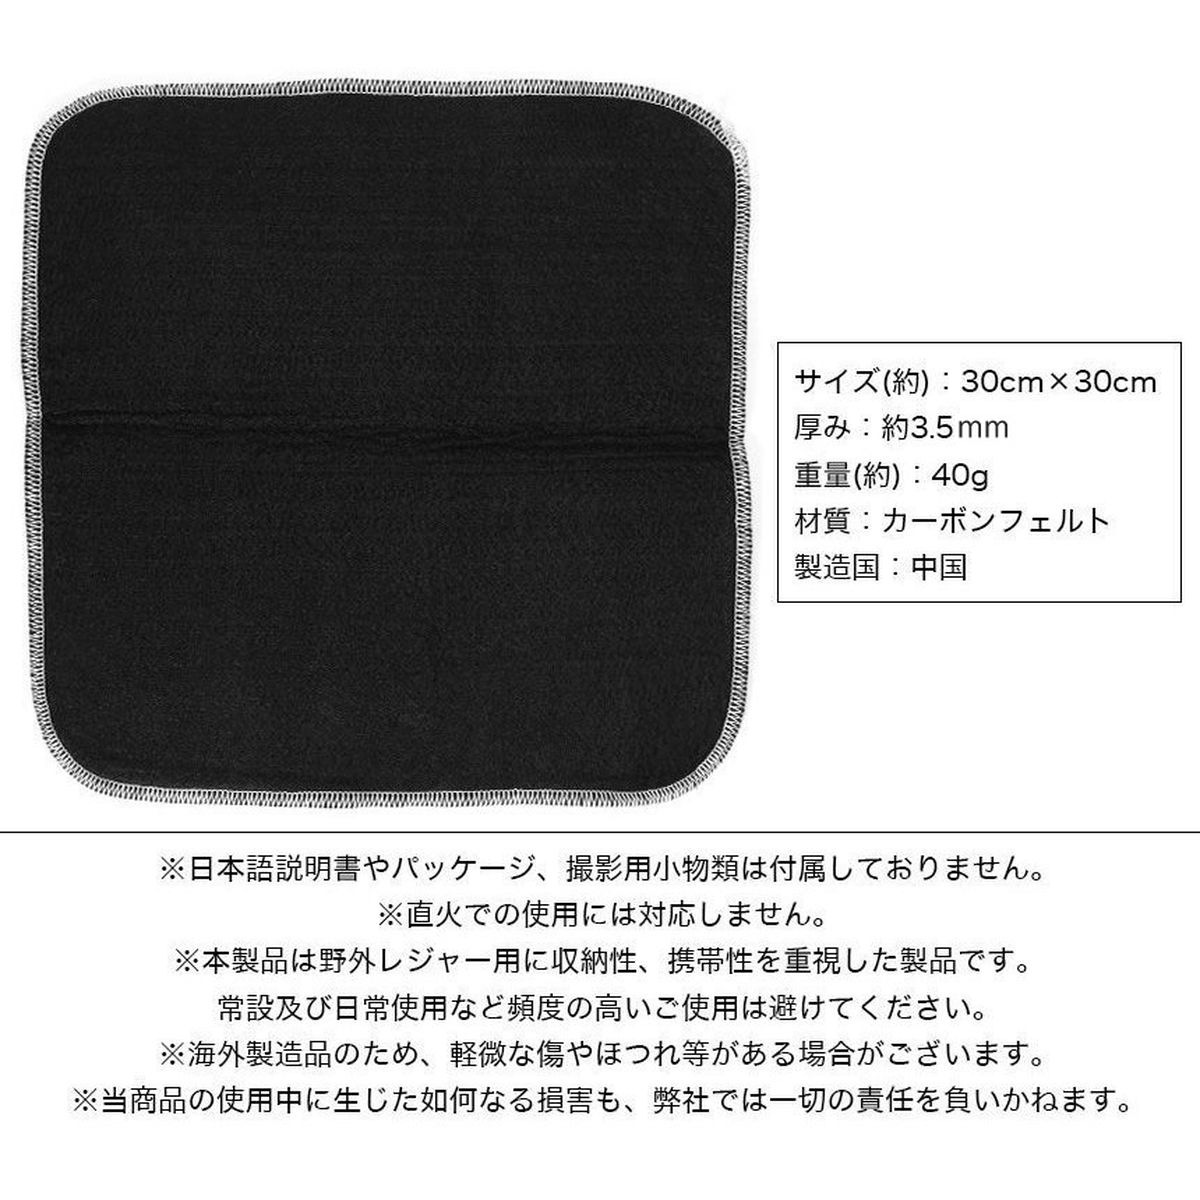 サイズ(約)：30cm×30cm
厚み：約3.5mm
重量(約)：40g
材質：カーボンフェルト
製造国：中国
※日本語説明書やパッケージ、撮影用小物類は付属しておりません。
※直火での使用には対応しません。
※本製品は野外レジャー用に収納性、携帯性を重視した製品です。
常設及び日常使用など頻度の高いご使用は避けてください。
※海外製造品のため、軽微な傷やほつれ等がある場合がございます。
※当商品の使用中に生じた如何なる損害も、弊社では一切の責任を負いかねます。